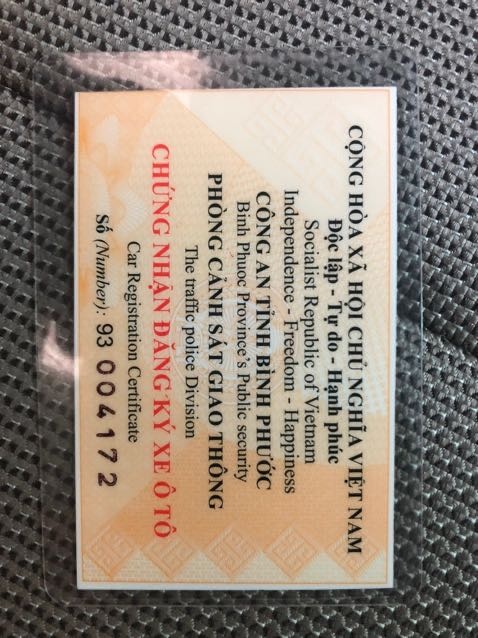 CỘNG HÒA XÃ HỘI CHỦ NGHĨA VIỆT NAM
Độc lập - Tự do - Hạnh phúc
Socialist Republic of Vietnam
Independence - Freedom - Happiness
CÔNG AN TỈNH BÌNH PHƯỚC
Binh Phuoc Province's Public security
PHÒNG CẢNH SÁT GIAO THÔNG
The traffic police Division
CHỨNG NHẬN ĐĂNG KÝ XE Ô TÔ
Car Registration Certificate
Số (Number): 93 004172